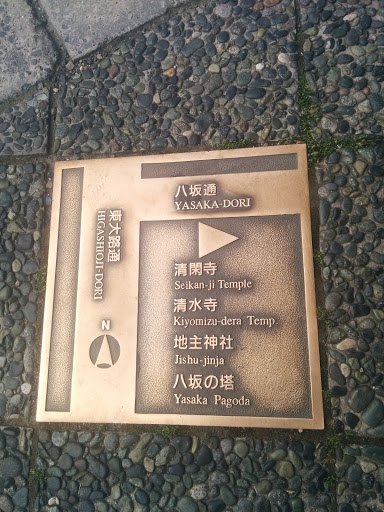 八坂通
YASAKA-DORI
東大路通
HIGASHIOJI-DORI
N
清閑寺
Seikan-ji Temple
清水寺
Kiyomizu-dera Temp.
地主神社
Jishu-jinja
八坂の塔
Yasaka Pagoda